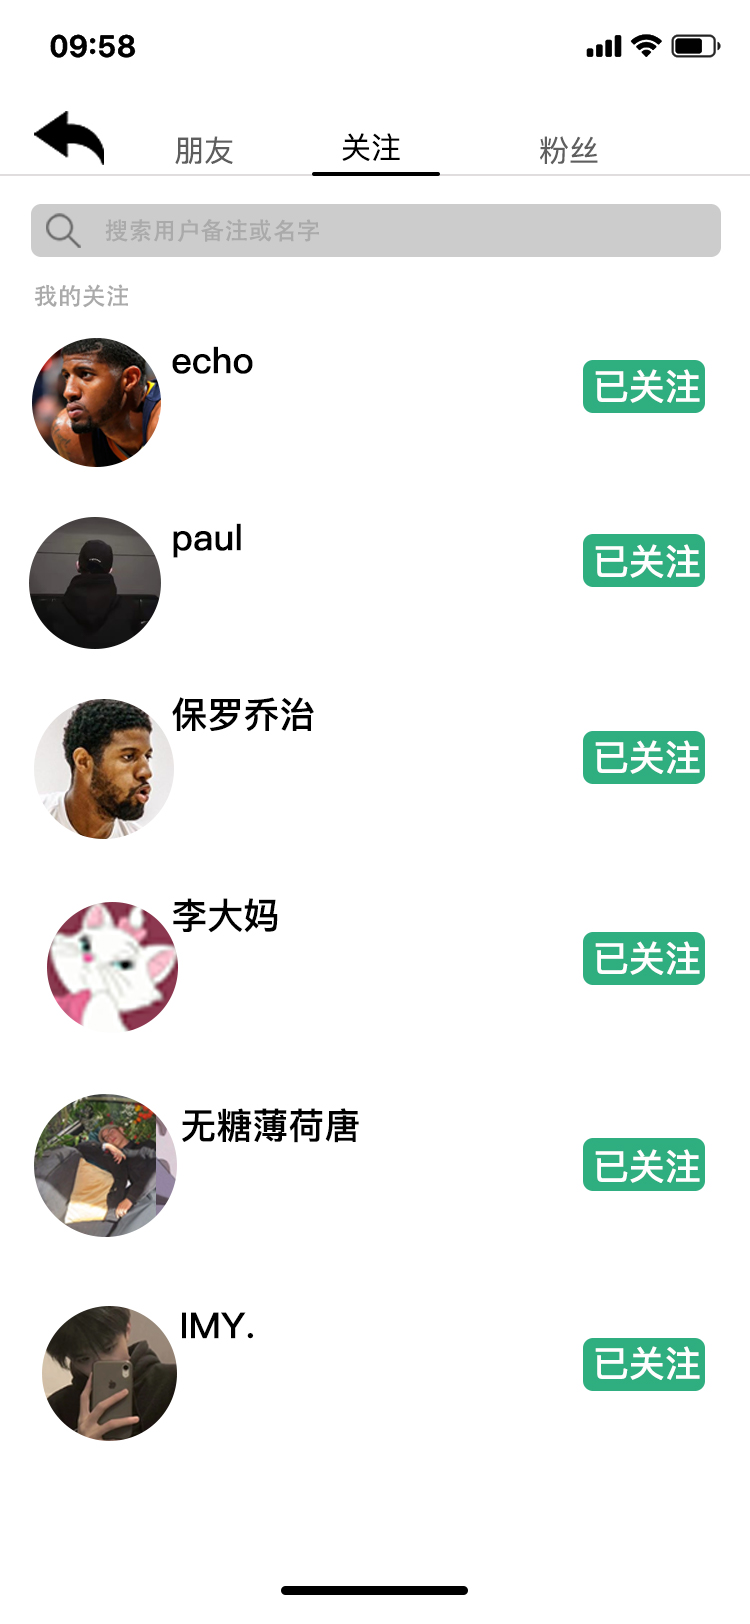 09:58
朋友 关注 粉丝
搜索用户备注或名字
我的关注
echo 已关注
paul 已关注
保罗乔治 已关注
李大妈 已关注
无糖薄荷唐 已关注
IMY. 已关注